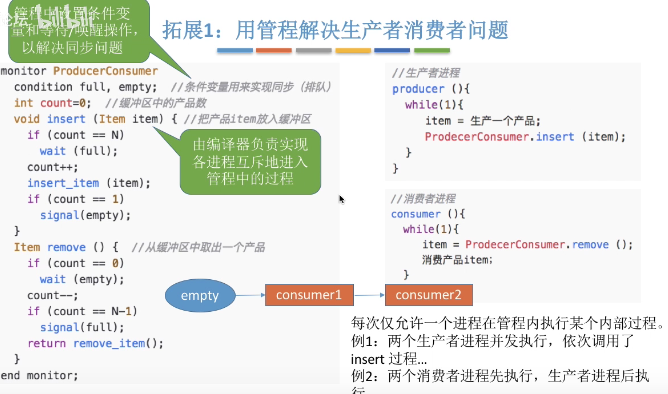 拓展1：用管程解决生产者消费者问题
bilibili
管程中设置条件变
量和等待/唤醒操作，
以解决同步问题
monitor ProducerConsumer
condition full, empty; //条件变量用来实现同步（排队）
int count=0; //缓冲区中的产品数
void insert (Item item) { //把产品item放入缓冲区
if (count == N)
wait (full);
count++;
insert_item (item);
if (count == 1)
signal(empty);
}
Item remove () { //从缓冲区中取出一个产品
if (count == 0)
wait (empty);
count--;
if (count == N-1)
signal(full);
return remove_item();
}
end monitor;
由编译器负责实现
各进程互斥地进入
管程中的过程
//生产者进程
producer (){
while(1){
item = 生产一个产品;
ProdecerConsumer.insert (item);
}
}
//消费者进程
consumer (){
while(1){
item = ProdecerConsumer.remove ();
消费产品item;
}
empty
consumer1
consumer2
每次仅允许一个进程在管程内执行某个内部过程。
例1：两个生产者进程并发执行，依次调用了
insert 过程…
例2：两个消费者进程先执行，生产者进程后执